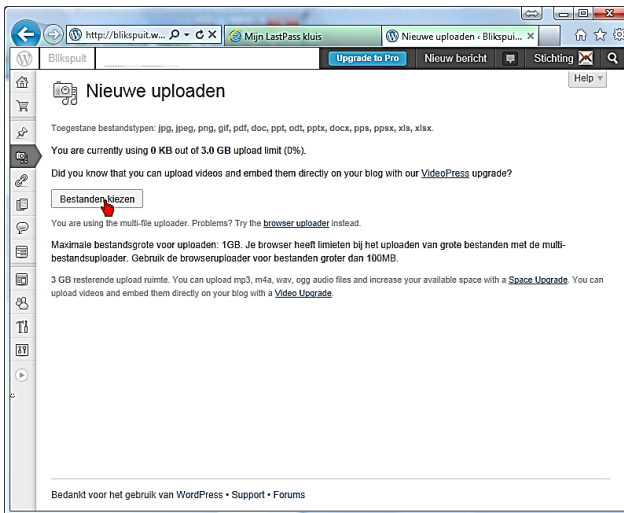 http://blikspuit.w...
Mijn LastPass kluis
Nieuwe uploaden ‹ Blikspui...
Blikspuit
Upgrade to Pro
Nieuw bericht
Stichting
Help
Nieuwe uploaden
Toegestane bestandstypen: jpg, jpeg, png, gif, pdf, doc, ppt, odt, pptx, docx, pps, ppsx, xls, xlsx.
You are currently using 0 KB out of 3.0 GB upload limit (0%).
Did you know that you can upload videos and embed them directly on your blog with our VideoPress upgrade?
Bestanden kiezen
You are using the multi-file uploader. Problems? Try the browser uploader instead.
Maximale bestandsgrote voor uploaden: 1GB. Je browser heeft limieten bij het uploaden van grote bestanden met de multi-
bestandsuploader. Gebruik de browseruploader voor bestanden groter dan 100MB.
3 GB resterende upload ruimte. You can upload mp3, m4a, wav, ogg audio files and increase your available space with a Space Upgrade. You can
upload videos and embed them directly on your blog with a Video Upgrade.
Bedankt voor het gebruik van WordPress • Support • Forums